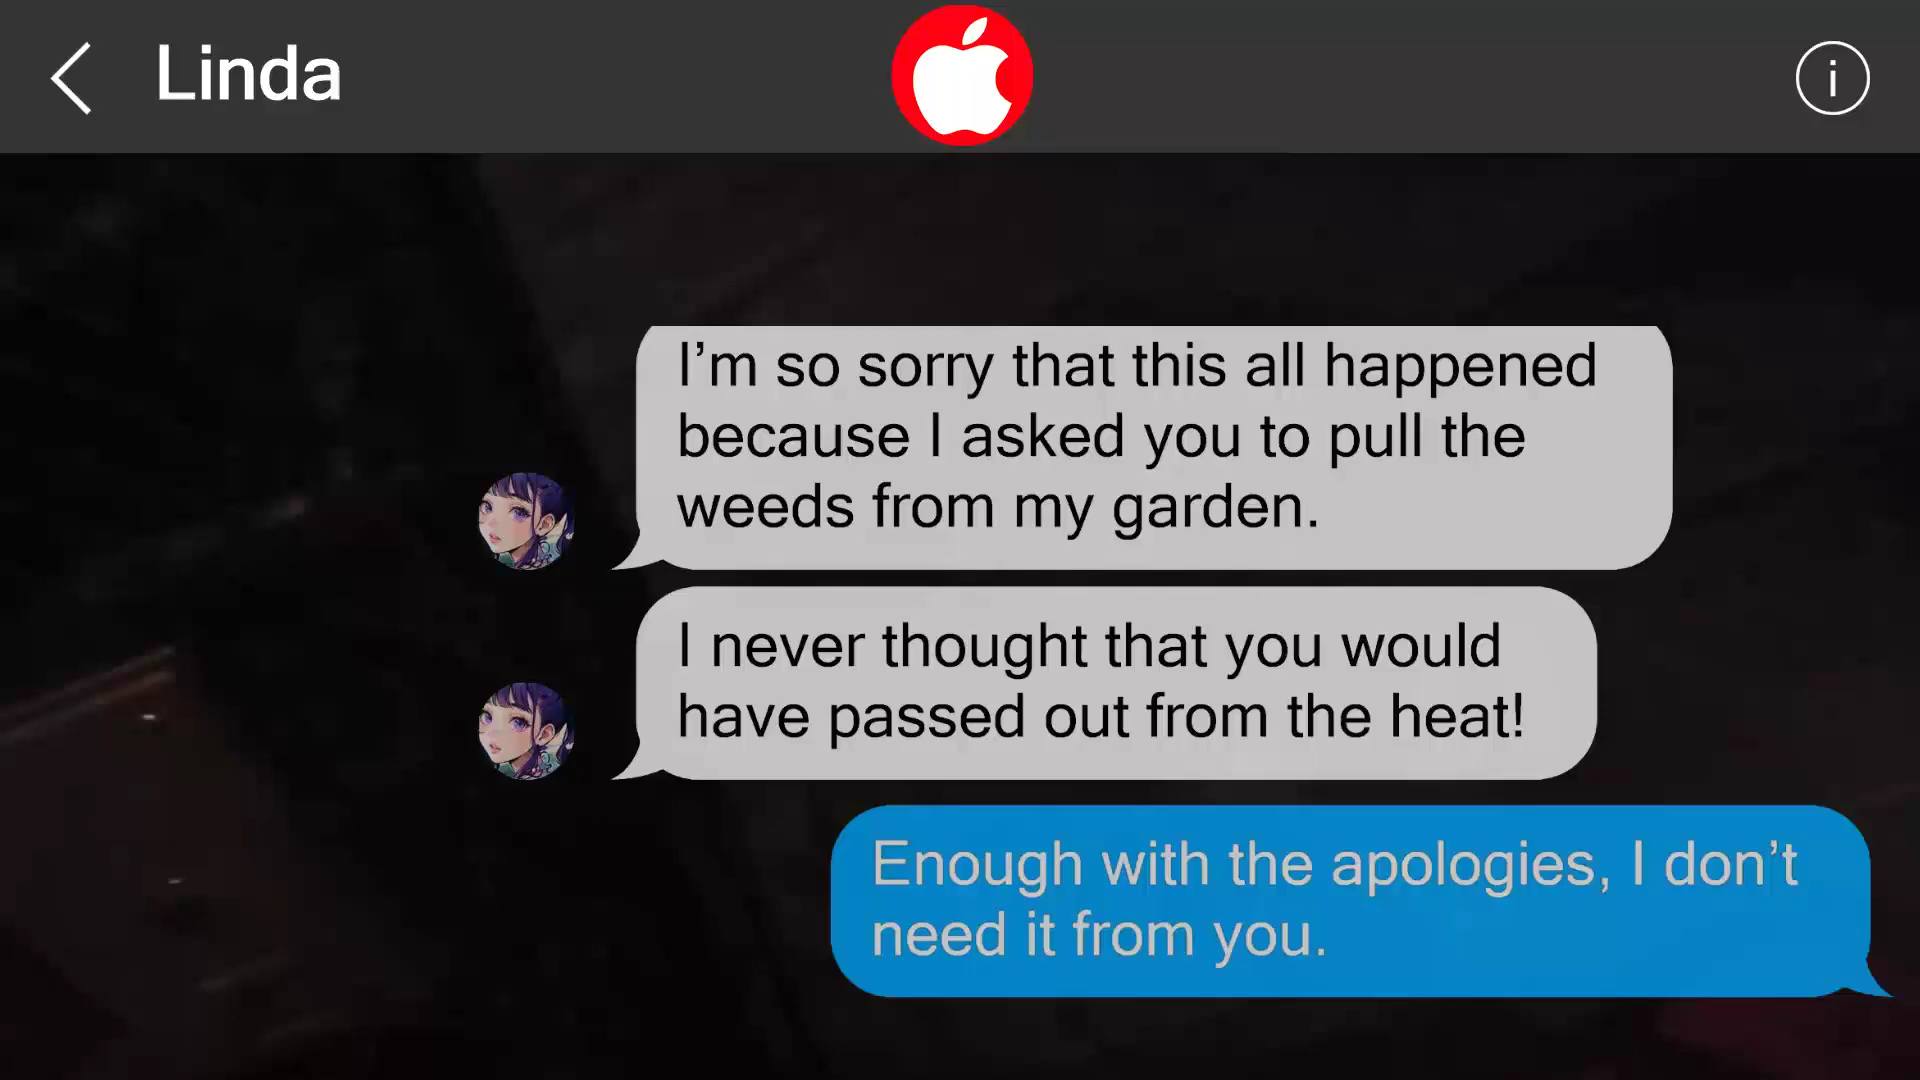 Linda
I’m so sorry that this all happened
because I asked you to pull the
weeds from my garden.
I never thought that you would
have passed out from the heat!
Enough with the apologies, I don’t
need it from you.